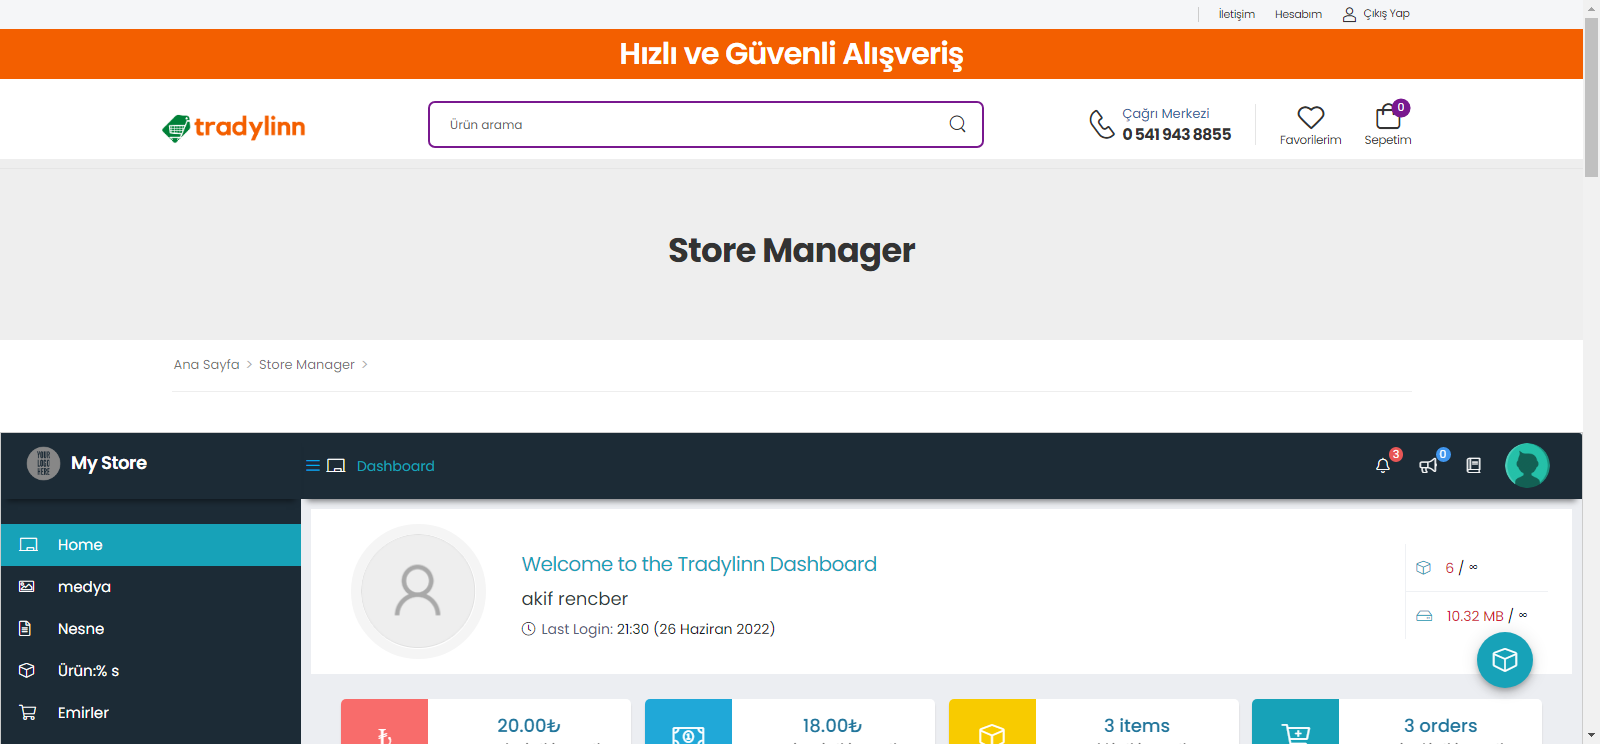 İletişim Hesabım Çıkış Yap
Hızlı ve Güvenli Alışveriş
tradylinn
Ürün arama
Çağrı Merkezi
0 541 943 8855
Favorilerim
0
Sepetim
Store Manager
Ana Sayfa > Store Manager >
YOUR LOGO HERE
My Store
Dashboard
3
0
Home
medya
Nesne
Ürün:% s
Emirler
Welcome to the Tradylinn Dashboard
akif rencber
Last Login: 21:30 (26 Haziran 2022)
6 / ∞
10.32 MB / ∞
20.00₺
18.00₺
3 items
3 orders